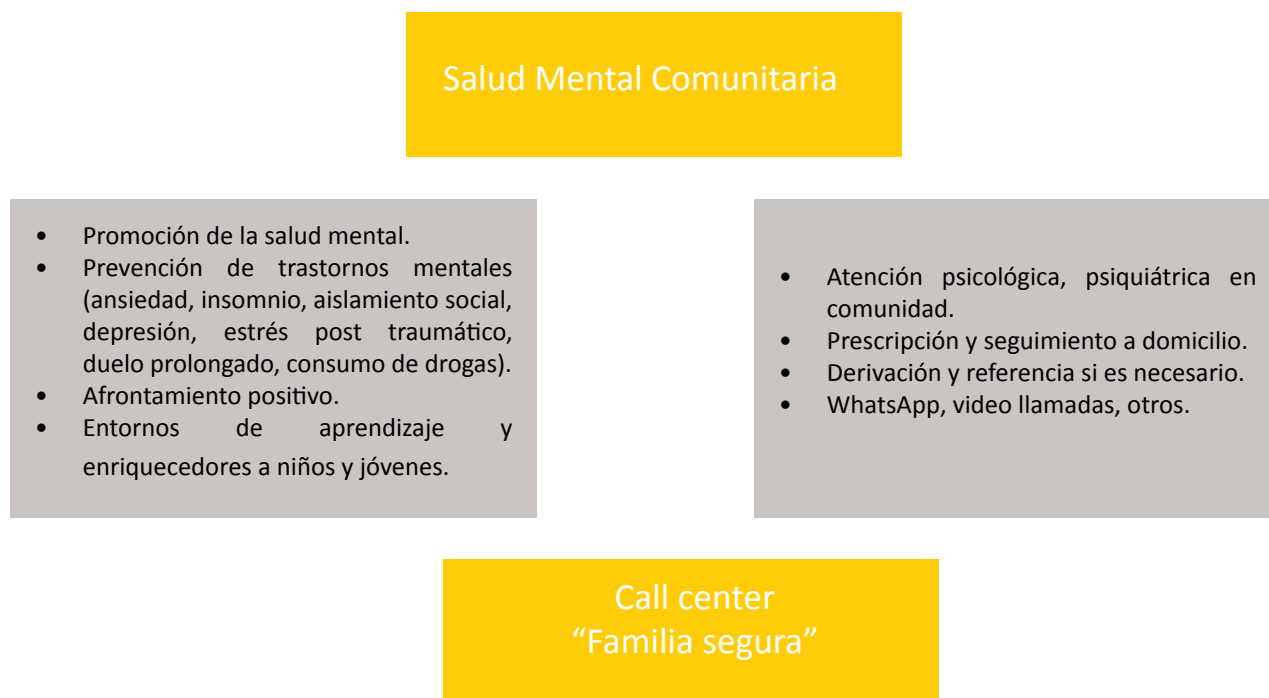 Salud Mental Comunitaria
• Promoción de la salud mental.
• Prevención de trastornos mentales
(ansiedad, insomnio, aislamiento social,
depresión, estrés post traumático,
duelo prolongado, consumo de drogas).
• Afrontamiento positivo.
• Entornos de aprendizaje y
enriquecedores a niños y jóvenes.
• Atención psicológica, psiquiátrica en
comunidad.
• Prescripción y seguimiento a domicilio.
• Derivación y referencia si es necesario.
• WhatsApp, video llamadas, otros.
Call center
“Familia segura”